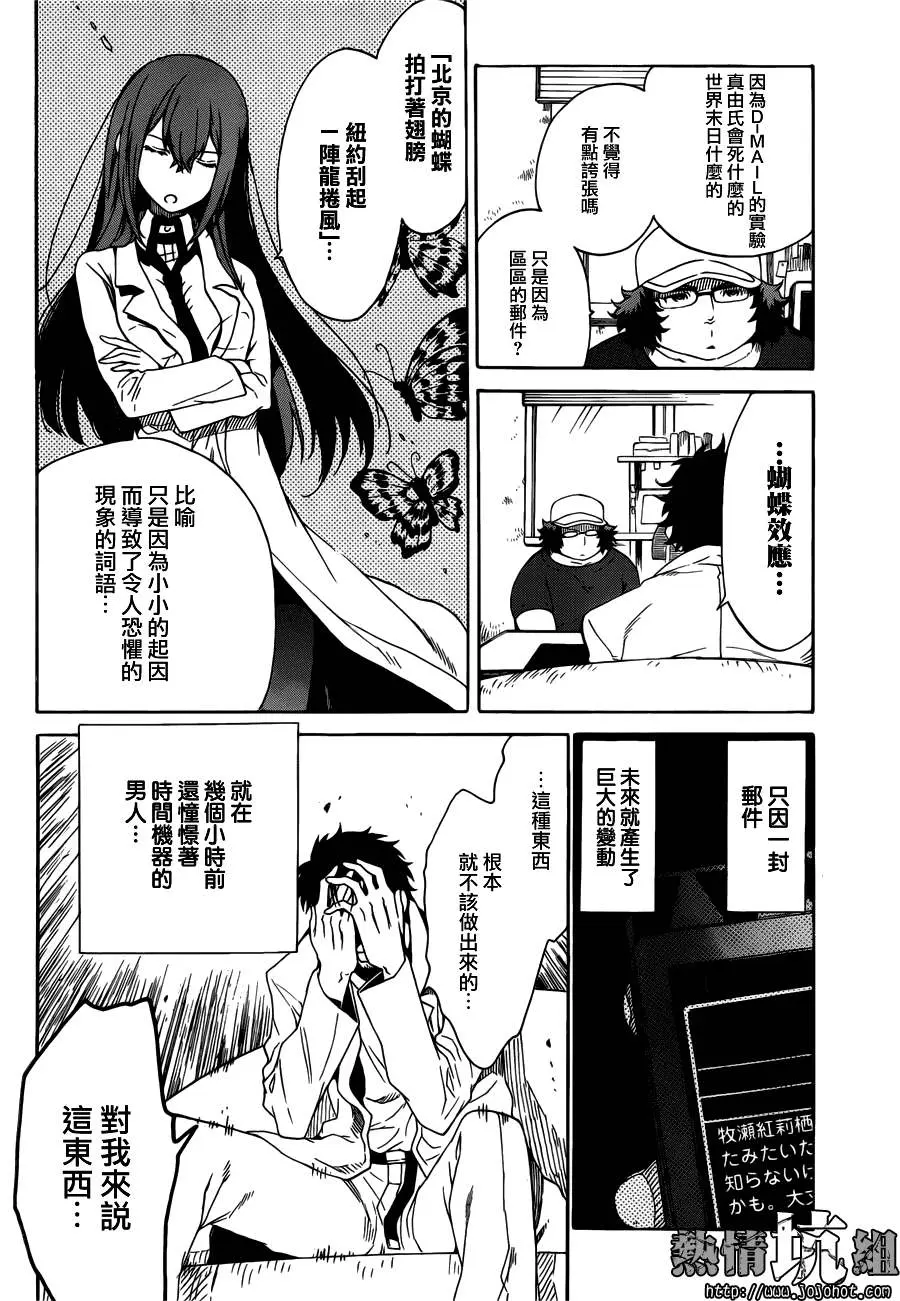 因為D-MAIL的實驗
真由氏會死什麼的
世界末日什麼的
不覺得
有點誇張嗎
只是因為
區區的郵件？
…蝴蝶效應…
「北京的蝴蝶
拍打著翅膀
紐約刮起
一陣龍捲風」…
比喻
只是因為小小的起因
而導致了令人恐懼的
現象的詞語…
只因一封
郵件
未來就產生了
巨大的變動
牧瀬紅莉栖
たみたいた
知らないに
かも。大
…這種東西
根本
就不該做出來的…
就在
幾個小時前
還憧憬著
時間機器的
男人…
對我來說
這東西…
熱情坑組
http://www.jojohot.com